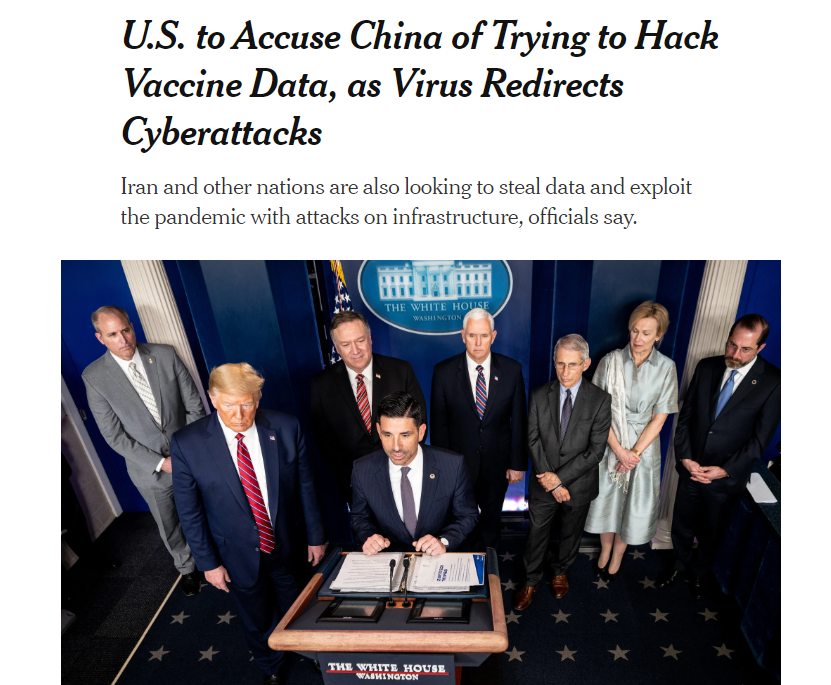 U.S. to Accuse China of Trying to Hack
Vaccine Data, as Virus Redirects
Cyberattacks
Iran and other nations are also looking to steal data and exploit
the pandemic with attacks on infrastructure, officials say.
THE WHITE HOUSE
WASHINGTON
THE WHITE HOUSE
WASHINGTON